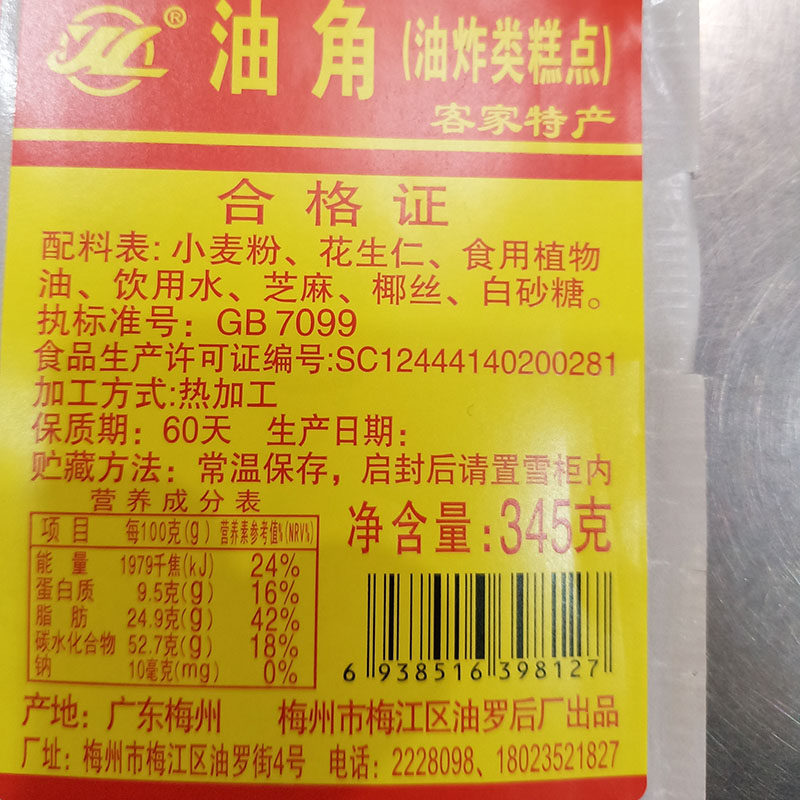 ® 油角 (油炸类糕点)
客家特产
合格证
配料表: 小麦粉、花生仁、食用植物
油、饮用水、芝麻、椰丝、白砂糖。
执标准号: GB 7099
食品生产许可证编号:SC12444140200281
加工方式:热加工
保质期: 60天 生产日期:
贮藏方法: 常温保存，启封后请置雪柜内
营养成分表
净含量:345克
项目 每100克(g) 营养素参考值%(NRV%)
能量 1979千焦(kJ) 24%
蛋白质 9.5克(g) 16%
脂肪 24.9克(g) 42%
碳水化合物 52.7克(g) 18%
钠 10毫克(mg) 0%
6 938516 398127
产地: 广东梅州 梅州市梅江区油罗后厂出品
厂址: 梅州市梅江区油罗街4号 电话: 2228098、18023521827